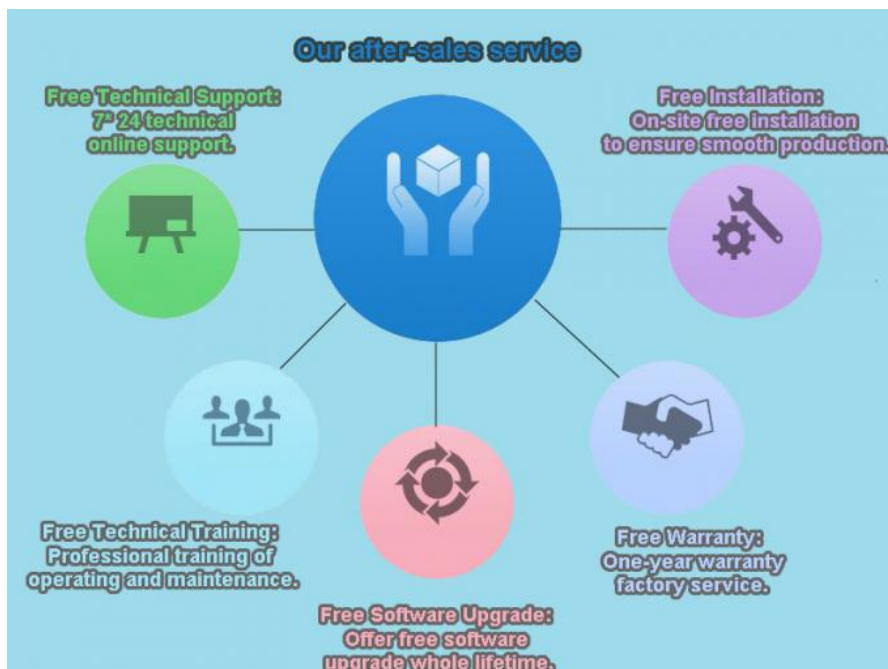 Our after-sales service
Free Technical Support:
7* 24 technical
online support.
Free Installation:
On-site free installation
to ensure smooth production.
Free Technical Training:
Professional training of
operating and maintenance.
Free Warranty:
One-year warranty
factory service.
Free Software Upgrade:
Offer free software
upgrade whole lifetime.